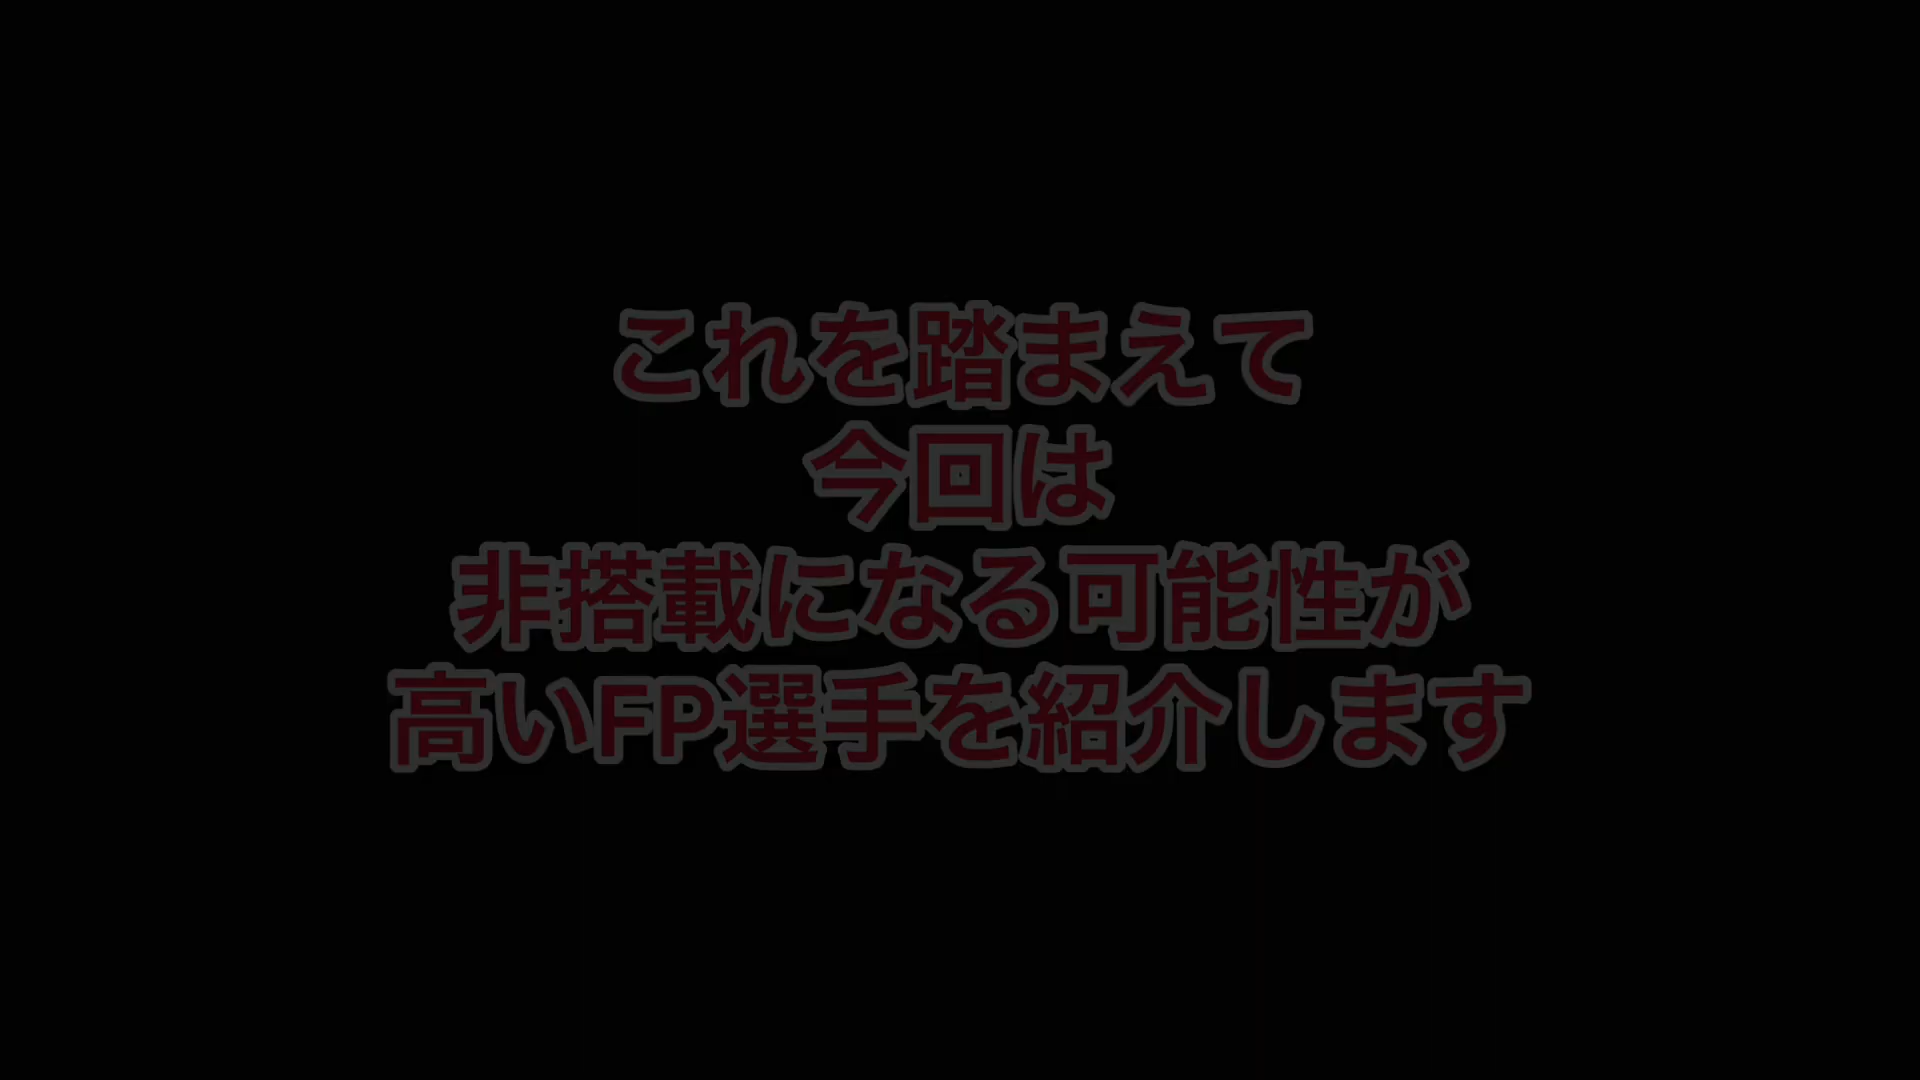 これを踏まえて
今回は
非搭載になる可能性が
高いFP選手を紹介します